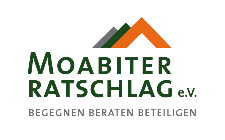 MOABITER
RATSCHLAG e.V.
BEGEGNEN BERATEN BETEILIGEN